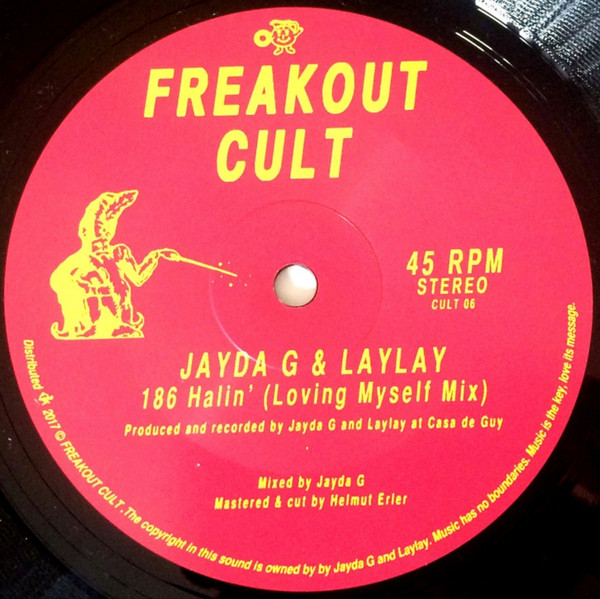 FREAKOUT
CULT
45 RPM
STEREO
CULT 06
JAYDA G & LAYLAY
186 Halin' (Loving Myself Mix)
Produced and recorded by Jayda G and Laylay at Casa de Guy
Mixed by Jayda G
Mastered & cut by Helmut Erler
Distributed 2017 © FREAKOUT CULT. The copyright in this sound is owned by by Jayda G and Laylay. Music has no boundaries. Music is the key, love its message.